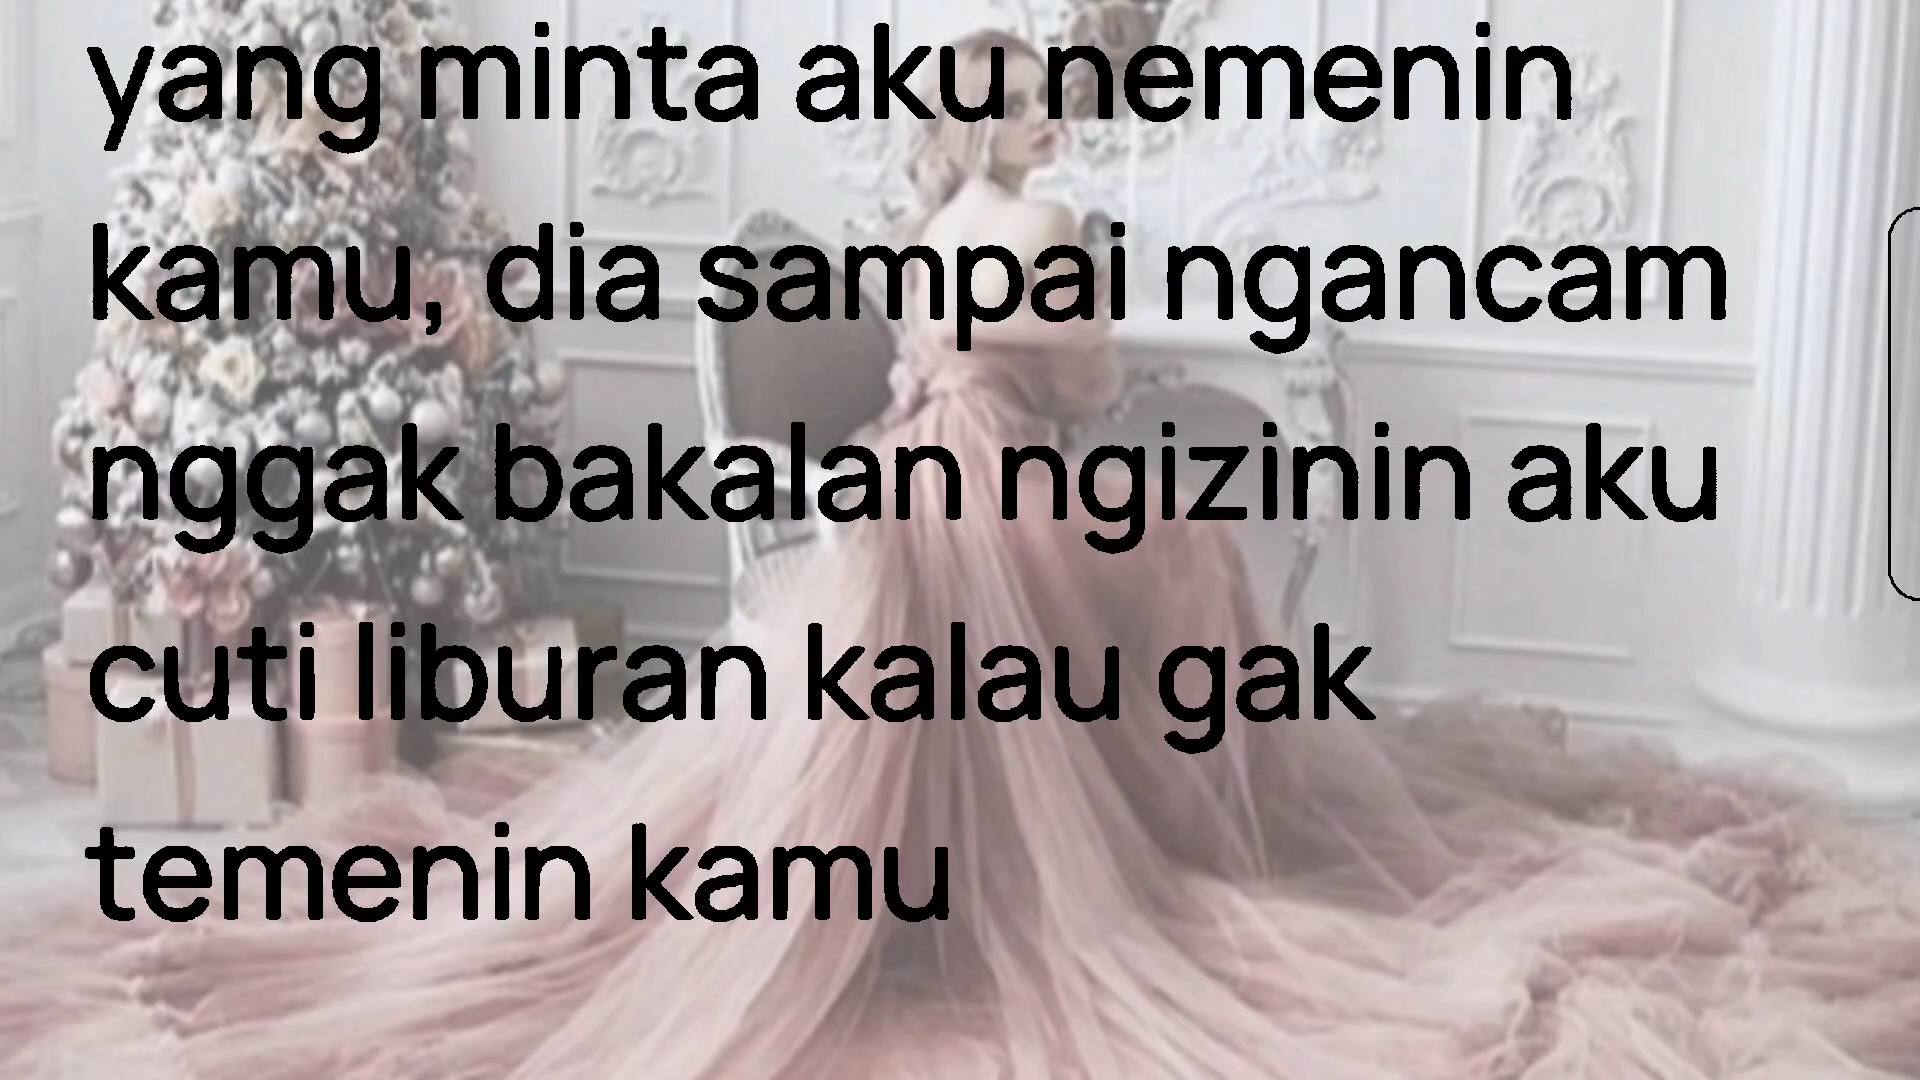 yang minta aku nemenin
kamu, dia sampai ngancam
nggak bakalan ngizinin aku
cuti liburan kalau gak
temenin kamu